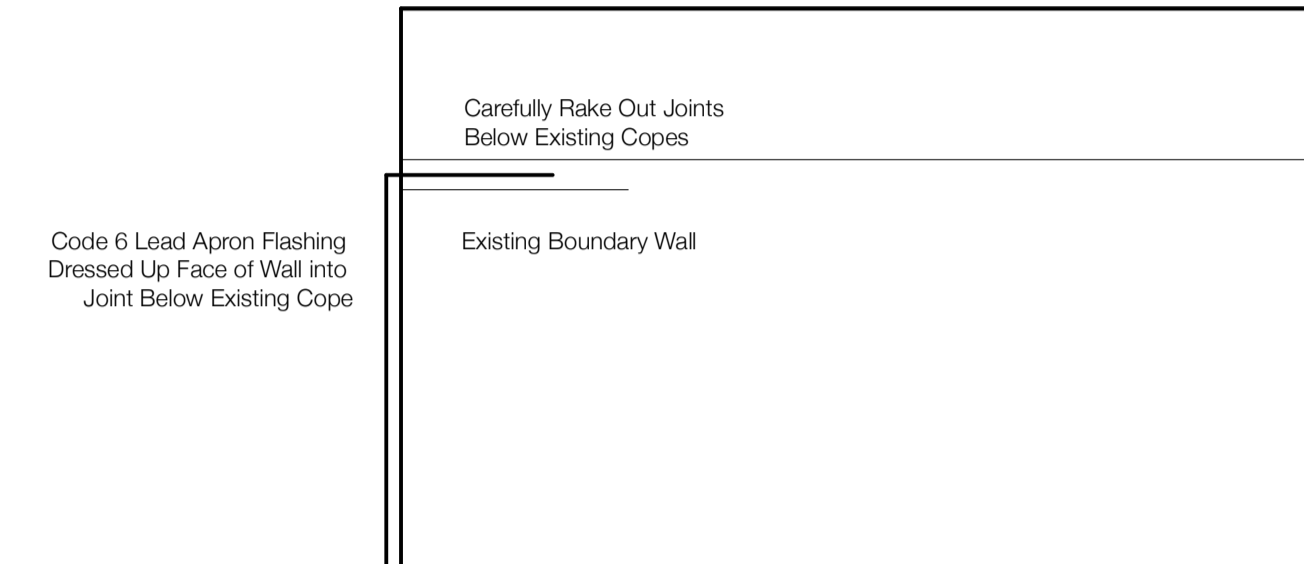 Carefully Rake Out Joints
Below Existing Copes
Code 6 Lead Apron Flashing
Dressed Up Face of Wall into
Joint Below Existing Cope
Existing Boundary Wall